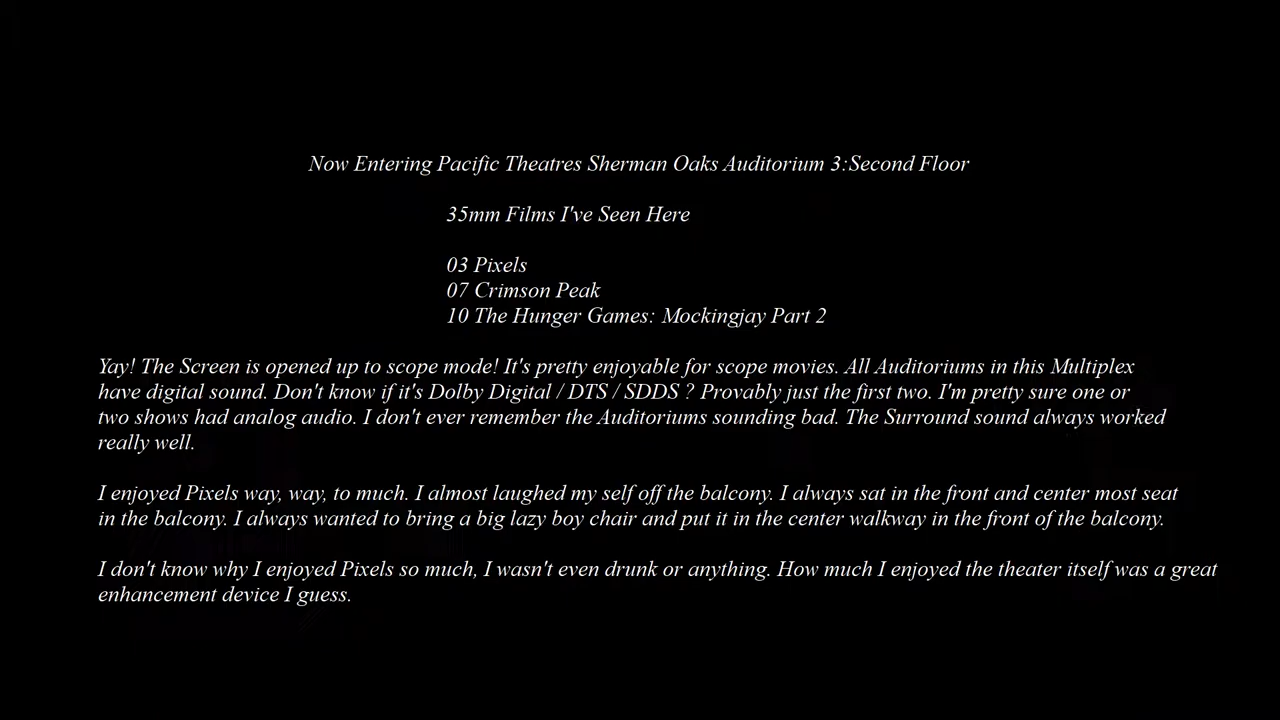 Now Entering Pacific Theatres Sherman Oaks Auditorium 3:Second Floor
35mm Films I've Seen Here
03 Pixels
07 Crimson Peak
10 The Hunger Games: Mockingjay Part 2
Yay! The Screen is opened up to scope mode! It's pretty enjoyable for scope movies. All Auditoriums in this Multiplex
have digital sound. Don't know if it's Dolby Digital / DTS / SDDS ? Provably just the first two. I'm pretty sure one or
two shows had analog audio. I don't ever remember the Auditoriums sounding bad. The Surround sound always worked
really well.
I enjoyed Pixels way, way, to much. I almost laughed my self off the balcony. I always sat in the front and center most seat
in the balcony. I always wanted to bring a big lazy boy chair and put it in the center walkway in the front of the balcony.
I don't know why I enjoyed Pixels so much, I wasn't even drunk or anything. How much I enjoyed the theater itself was a great
enhancement device I guess.